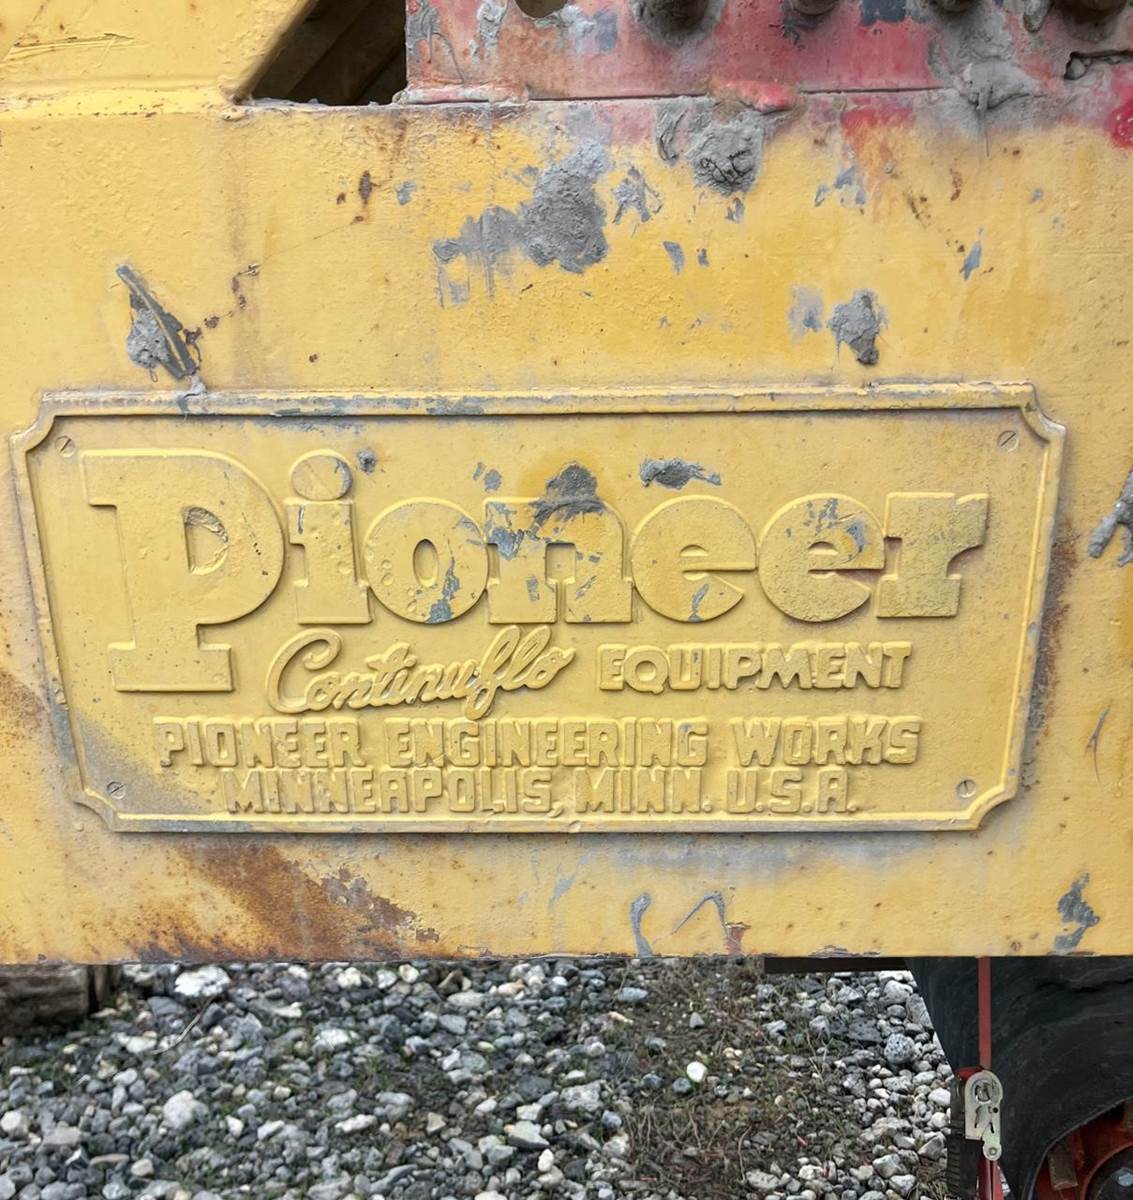 Pioneer
Continuflo EQUIPMENT
PIONEER ENGINEERING WORKS
MINNEAPOLIS, MINN. U.S.A.